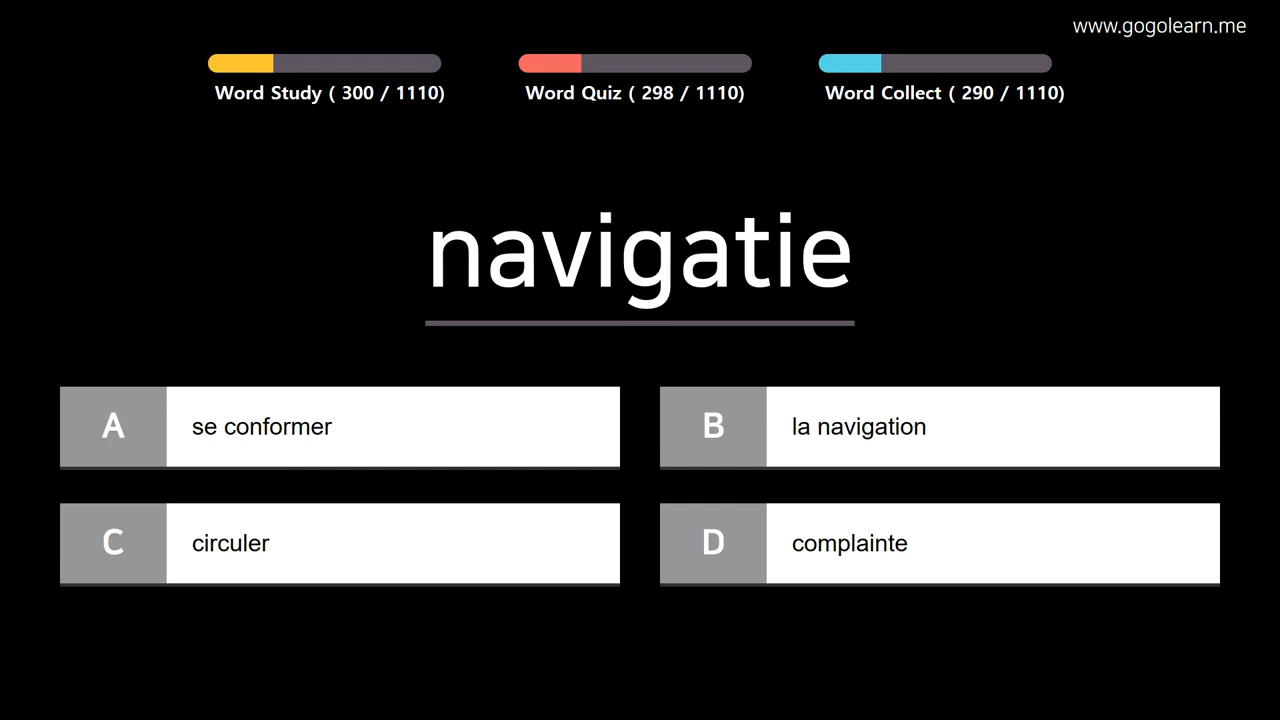 www.gogolearn.me
Word Study ( 300 / 1110)
Word Quiz ( 298 / 1110)
Word Collect ( 290 / 1110)
navigatie
A
se conformer
B
la navigation
C
circuler
D
complainte